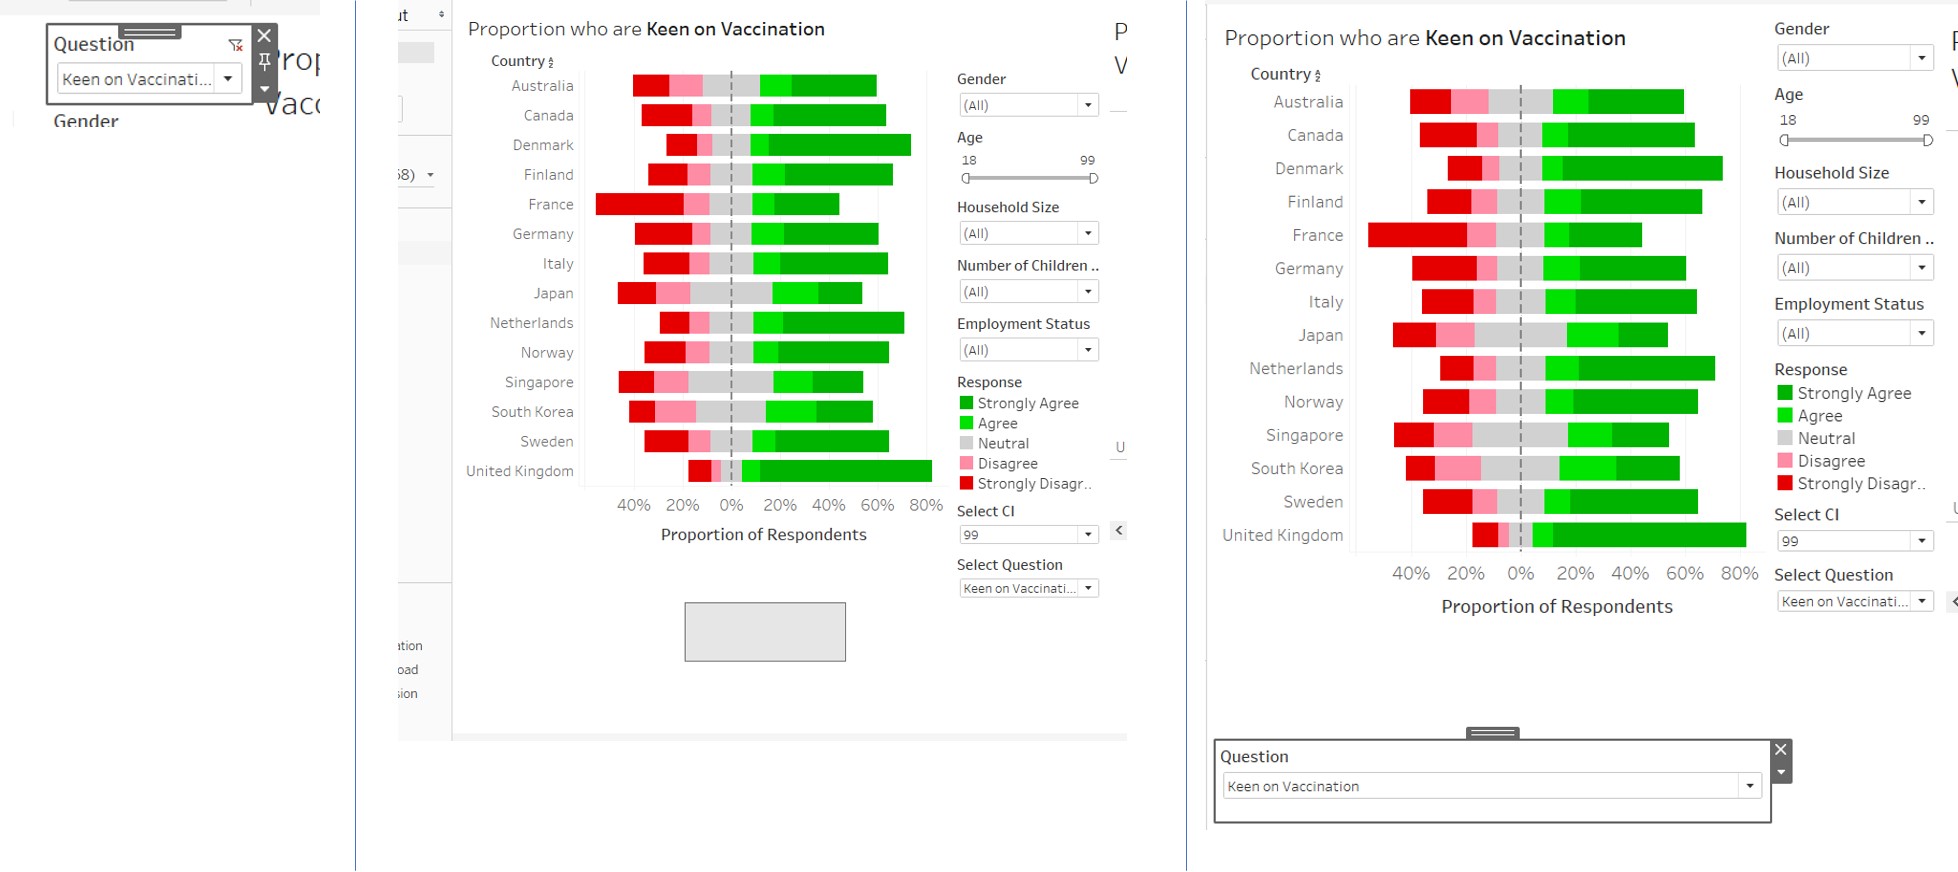 Question
Keen on Vaccinati...
Gender
Prop
Vacc
ut
58)
ation
oad
sion
Proportion who are Keen on Vaccination
Country
Australia
Canada
Denmark
Finland
France
Germany
Italy
Japan
Netherlands
Norway
Singapore
South Korea
Sweden
United Kingdom
40% 20% 0% 20% 40% 60% 80%
Proportion of Respondents
Gender
(All)
Age
18 99
Household Size
(All)
Number of Children ..
(All)
Employment Status
(All)
Response
Strongly Agree
Agree
Neutral
Disagree
Strongly Disagr..
Select CI
99
Select Question
Keen on Vaccinati...
P
V
U
Proportion who are Keen on Vaccination
Country
Australia
Canada
Denmark
Finland
France
Germany
Italy
Japan
Netherlands
Norway
Singapore
South Korea
Sweden
United Kingdom
40% 20% 0% 20% 40% 60% 80%
Proportion of Respondents
Gender
(All)
Age
18 99
Household Size
(All)
Number of Children ..
(All)
Employment Status
(All)
Response
Strongly Agree
Agree
Neutral
Disagree
Strongly Disagr..
Select CI
99
Select Question
Keen on Vaccinati...
Question
Keen on Vaccination